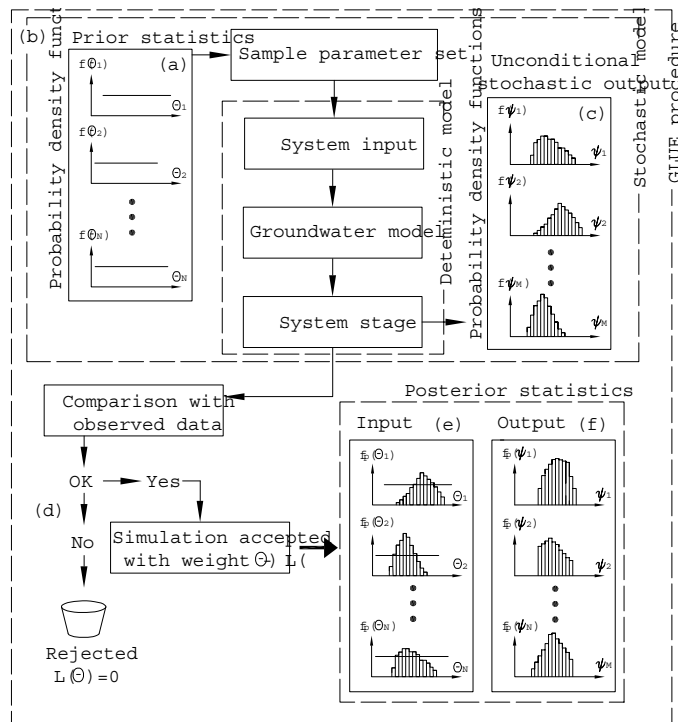 (b)
Prior statistics
Probability density funct
f(Θ1)
(a)
Θ1
f(Θ2)
Θ2
f(ΘN)
ΘN
Sample parameter set
System input
Groundwater model
System stage
Deteministic model
Probability density functions
Unconditional
stochastic output
f(ψ1)
(c)
ψ1
f(ψ2)
ψ2
f(ψM)
ψM
Stochastic model
GLUE procedure
Comparison with
observed data
OK
Yes
(d)
No
Simulation accepted
with weight Θ) L(
Rejected
L(Θ)=0
Posterior statistics
Input
(e)
fp(Θ1)
Θ1
fp(Θ2)
Θ2
fp(ΘN)
ΘN
Output
(f)
fp(ψ1)
ψ1
fp(ψ2)
ψ2
fp(ψN)
ψM